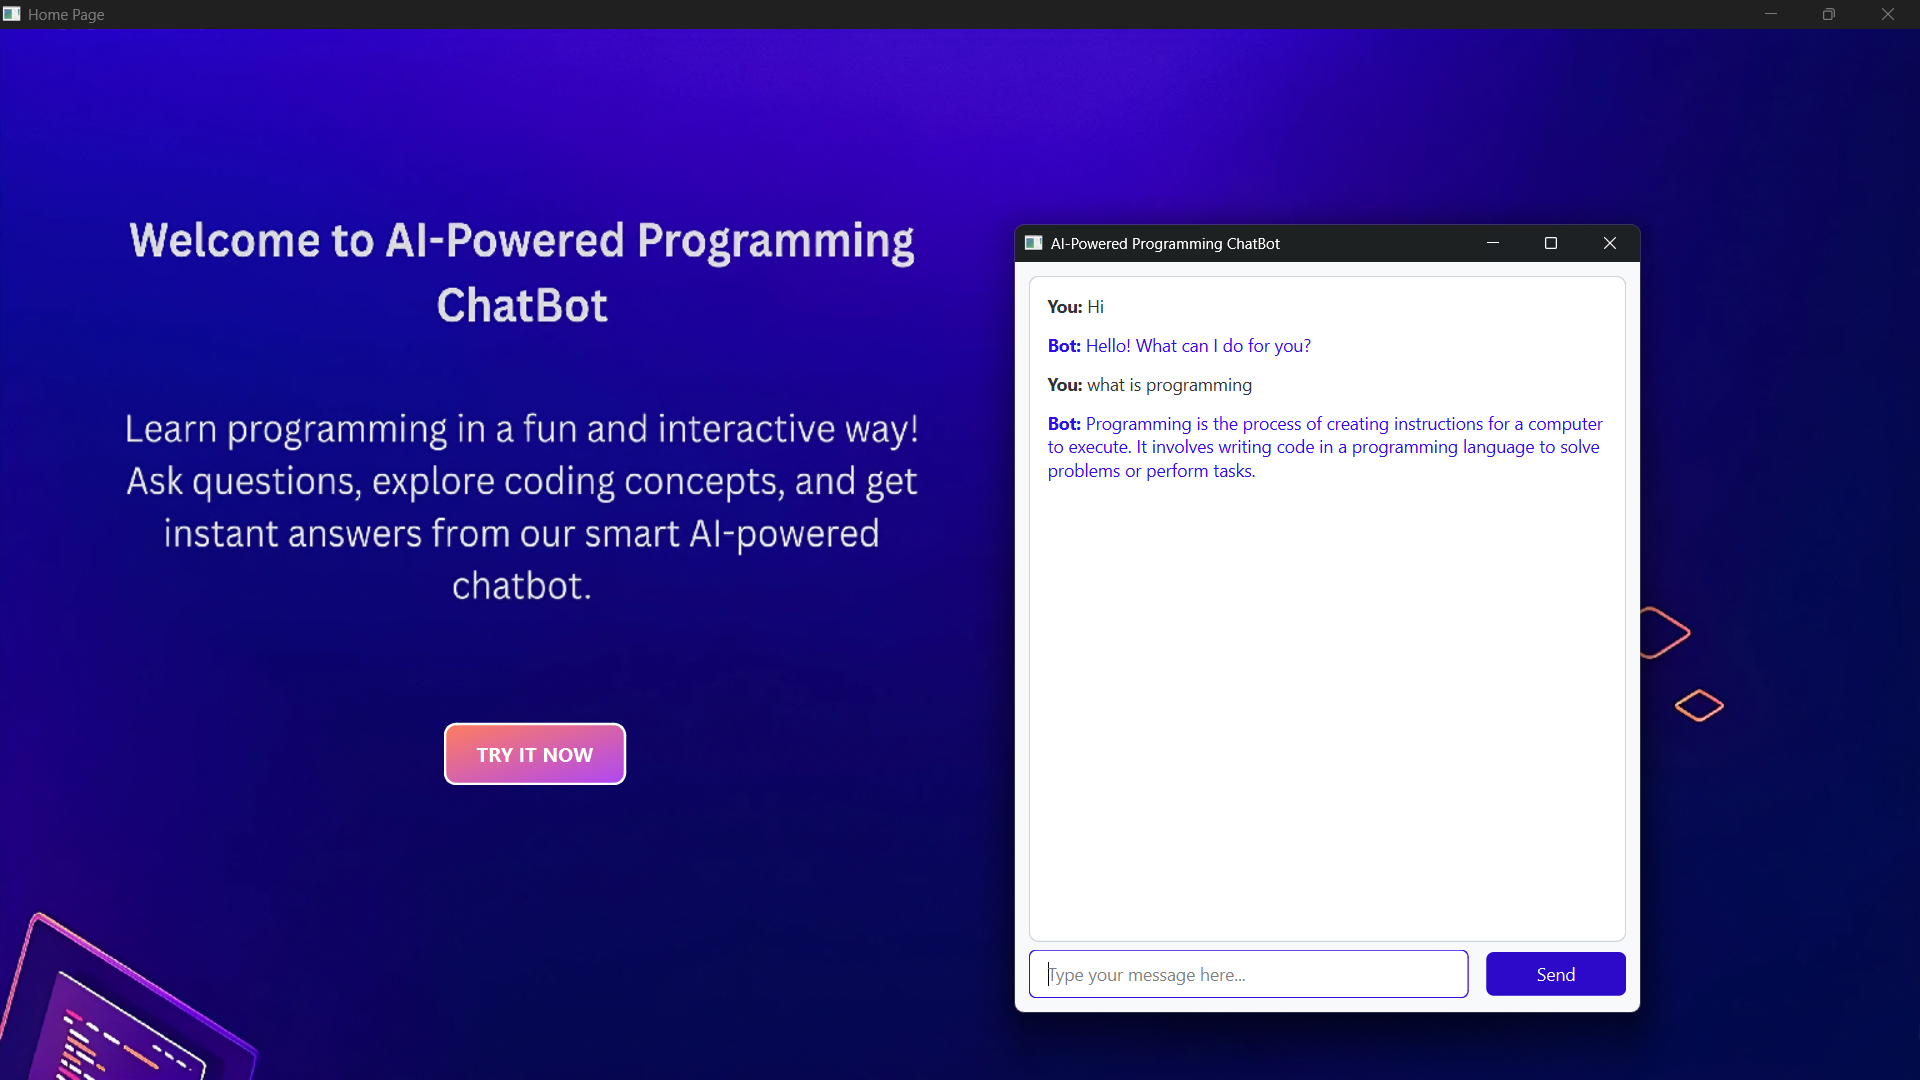 Home Page
Welcome to AI-Powered Programming
ChatBot
Learn programming in a fun and interactive way!
Ask questions, explore coding concepts, and get
instant answers from our smart AI-powered
chatbot.
TRY IT NOW
AI-Powered Programming ChatBot
You: Hi
Bot: Hello! What can I do for you?
You: what is programming
Bot: Programming is the process of creating instructions for a computer
to execute. It involves writing code in a programming language to solve
problems or perform tasks.
Type your message here...
Send